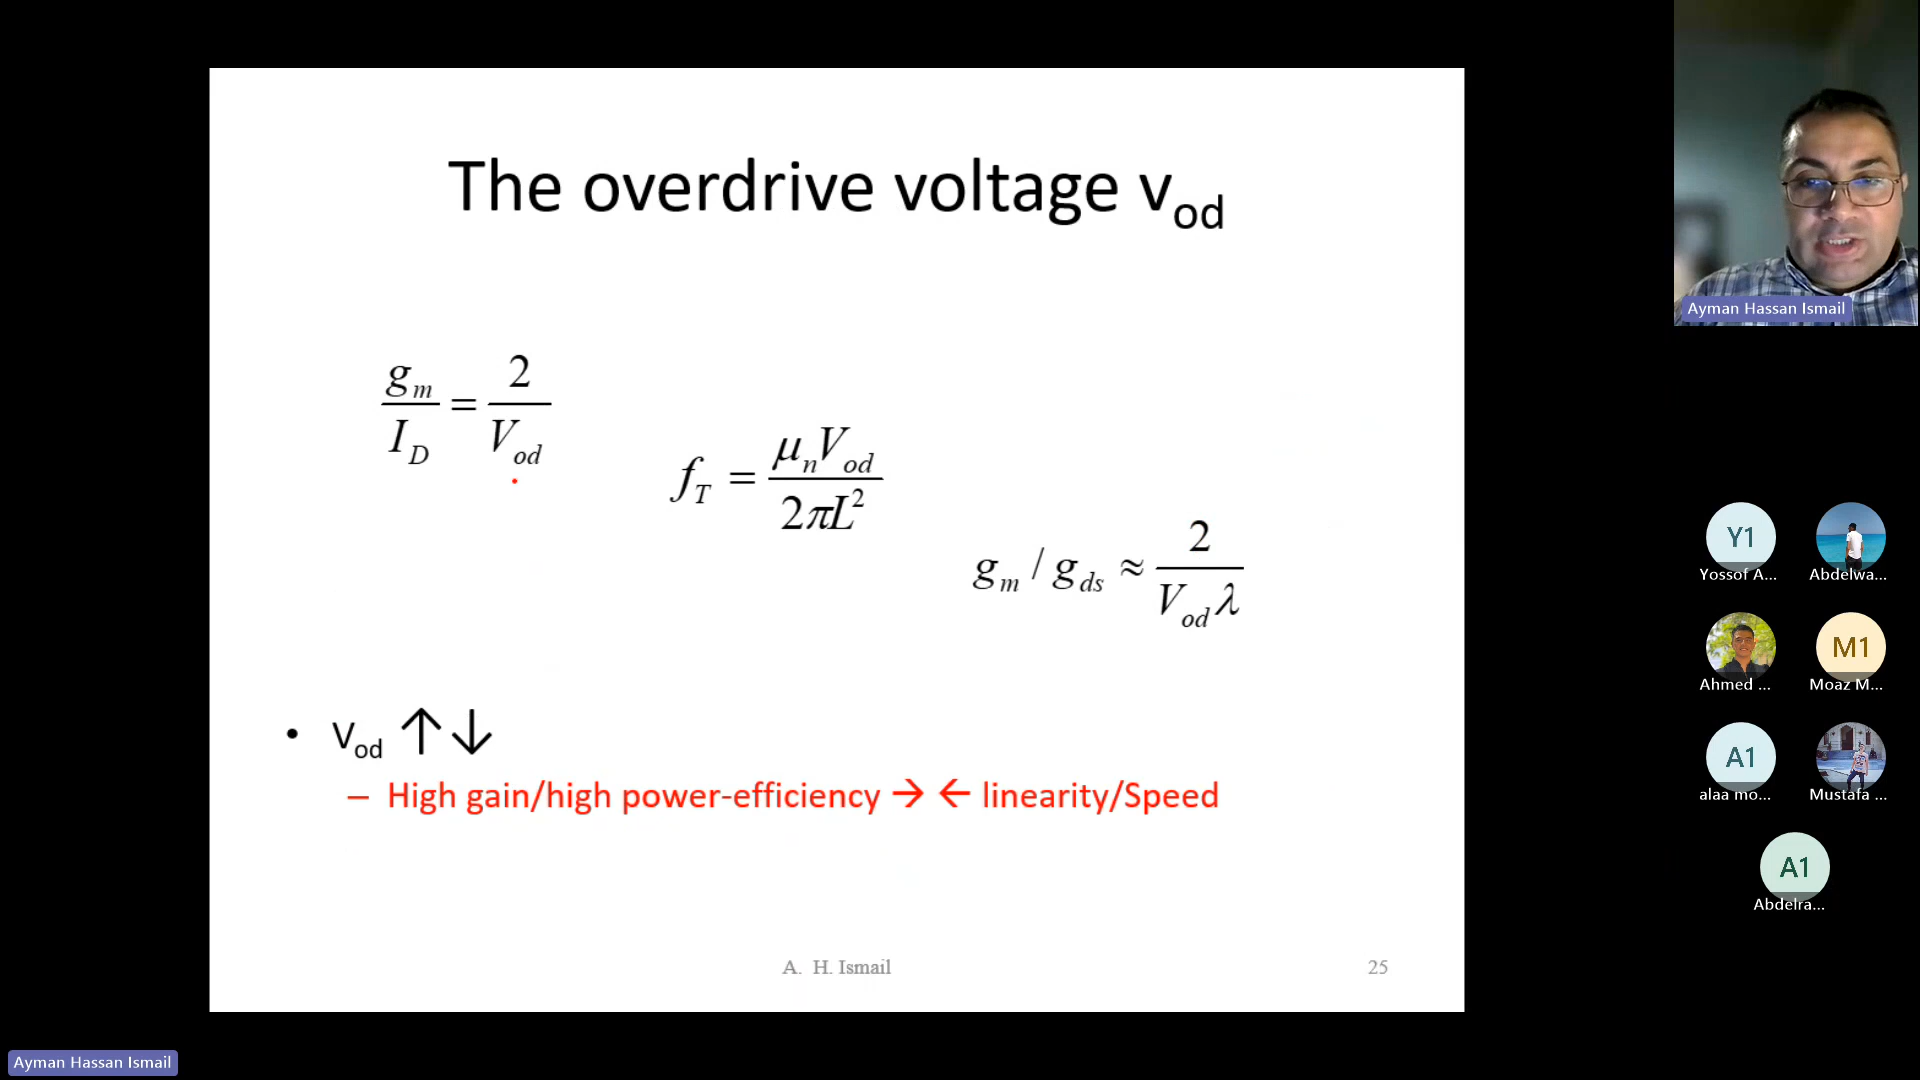 The overdrive voltage vod
gm / ID = 2 / Vod
fT = μnVod / 2πL²
gm / gds ≈ 2 / Vodλ
• Vod ↑↓
– High gain/high power-efficiency → ← linearity/Speed
A. H. Ismail
25
Ayman Hassan Ismail
Y1
Yossof A...
Abdelwa...
Ahmed ...
M1
Moaz M...
A1
alaa mo...
Mustafa ...
A1
Abdelra...
Ayman Hassan Ismail